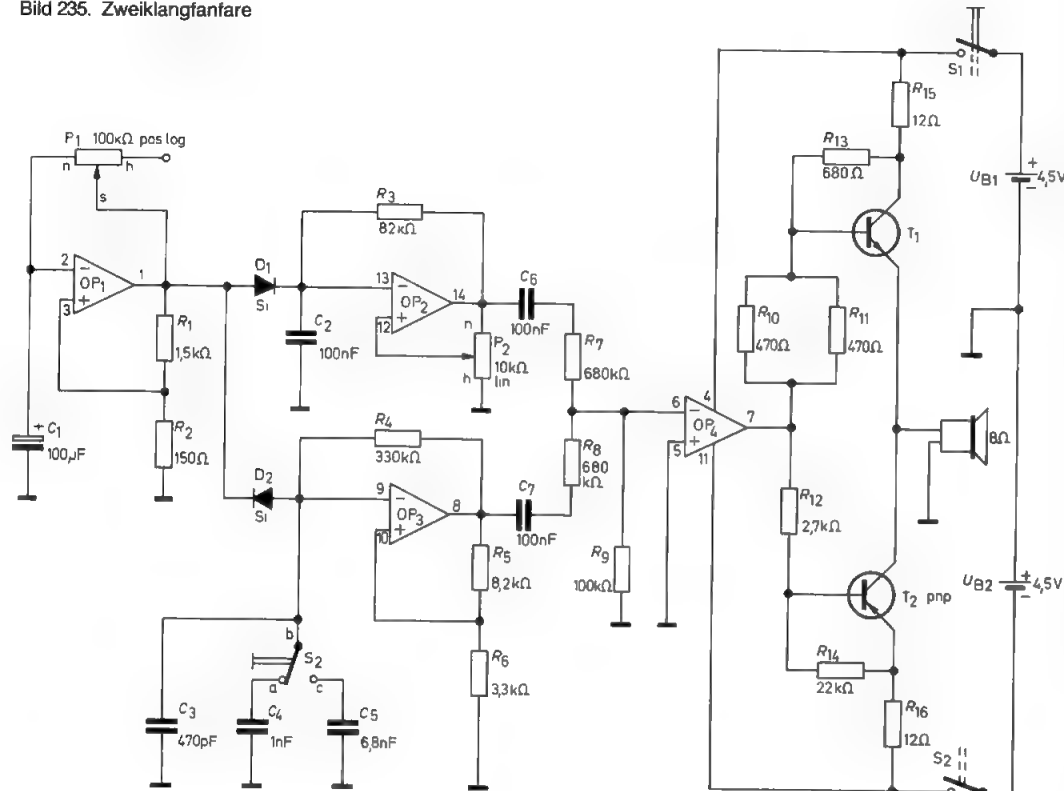 Bild 235. Zweiklangfanfare
P1 100kΩ pos log
n
h
s
2
OP1
1
3
+ C1
100µF
R1
1,5kΩ
R2
150Ω
D1
Si
D2
Si
R3
82kΩ
C2
100nF
13
OP2
14
12
n
P2
10kΩ
h
lin
C6
100nF
R7
680kΩ
R4
330kΩ
9
OP3
8
10
C7
100nF
R8
680
kΩ
R5
8,2kΩ
R6
3,3kΩ
R9
100kΩ
b
S2
a
c
C3
470pF
C4
1nF
C5
6,8nF
6
4
OP4
7
5
11
R10
470Ω
R11
470Ω
R12
2,7kΩ
R13
680Ω
R14
22kΩ
R15
12Ω
R16
12Ω
T1
T2 pnp
8Ω
S1
UB1
+
4,5V
−
UB2
+
4,5V
−
S2